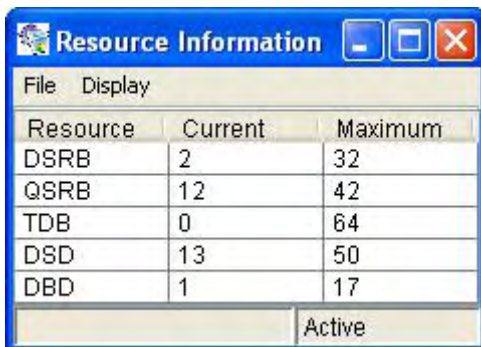 Resource Information
File Display
Resource Current Maximum
DSRB 2 32
QSRB 12 42
TDB 0 64
DSD 13 50
DBD 1 17
Active